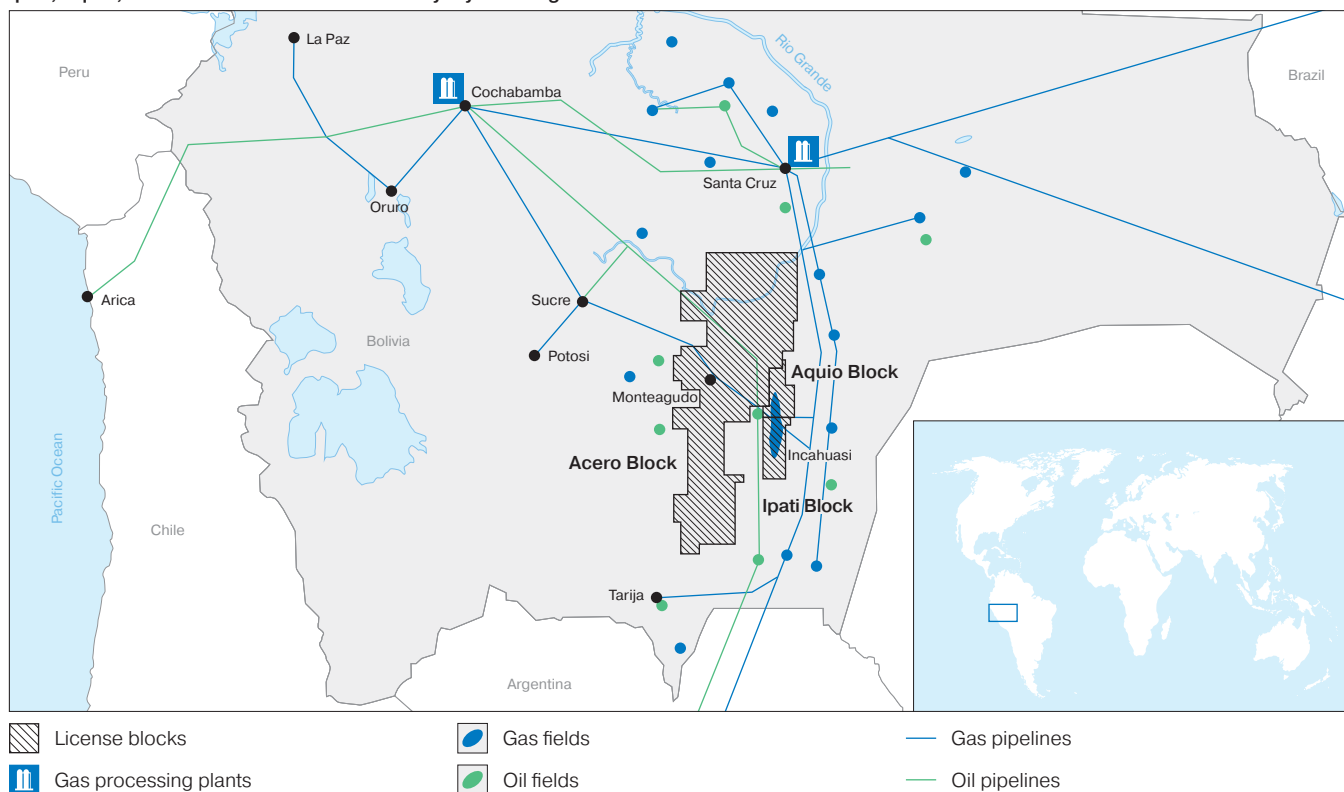 La Paz
Peru
Rio Grande
Brazil
Cochabamba
Santa Cruz
Oruro
Arica
Sucre
Bolivia
Potosi
Aquio Block
Monteagudo
Incahuasi
Acero Block
Ipati Block
Pacific Ocean
Chile
Tarija
Argentina
License blocks
Gas fields
Gas pipelines
Gas processing plants
Oil fields
Oil pipelines